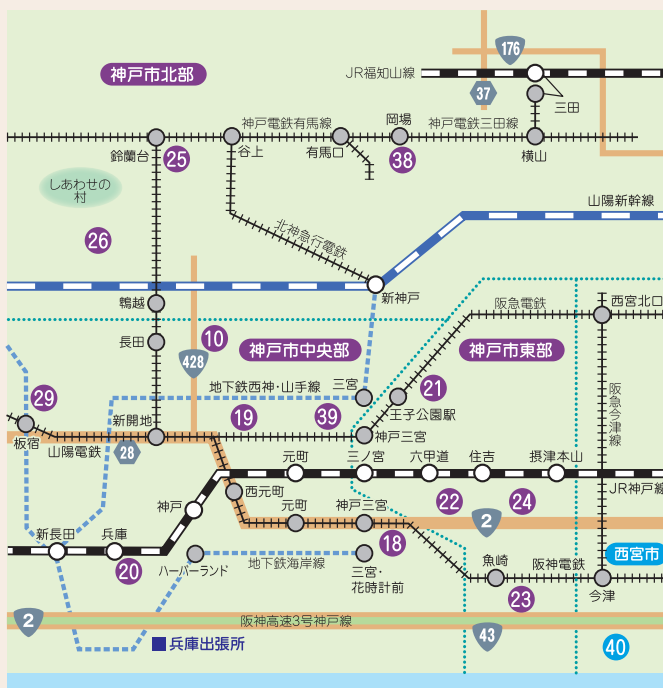 176
神戸市北部
JR福知山線
37
三田
神戸電鉄有馬線
岡場
神戸電鉄三田線
鈴蘭台
25
谷上
有馬口
38
横山
しあわせの
村
山陽新幹線
26
北神急行電鉄
新神戸
鵯越
阪急電鉄
西宮北口
長田
10
428
神戸市中央部
神戸市東部
29
地下鉄西神・山手線
三宮
21
王子公園駅
阪急今津線
新開地
19
39
板宿
山陽電鉄
28
神戸三宮
元町
三ノ宮
六甲道
住吉
摂津本山
JR神戸線
西元町
神戸
元町
神戸三宮
22
24
2
新長田
兵庫
18
西宮市
20
ハーバーランド
地下鉄海岸線
三宮・
花時計前
魚崎
阪神電鉄
今津
23
2
阪神高速3号神戸線
43
兵庫出張所
40